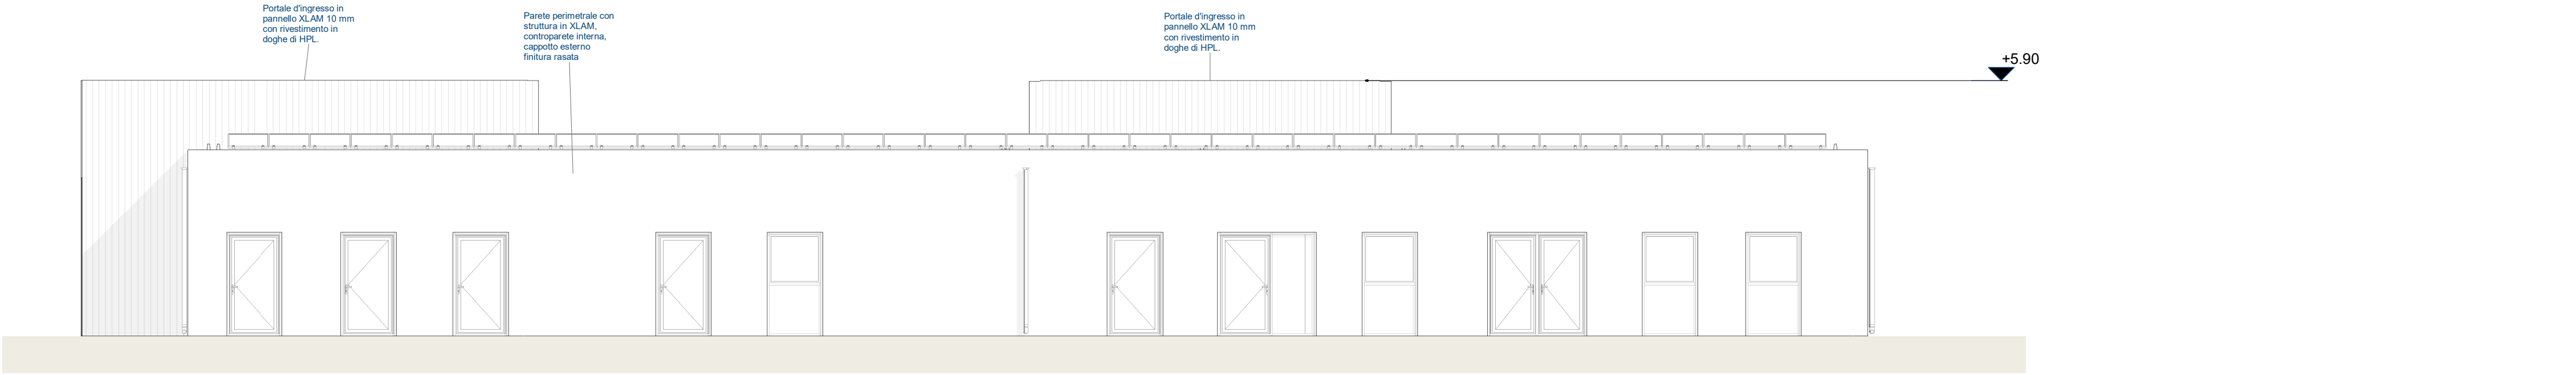 Portale d'ingresso in
pannello XLAM 10 mm
con rivestimento in
doghe di HPL.
Parete perimetrale con
struttura in XLAM,
controparete interna,
cappotto esterno
finitura rasata
Portale d'ingresso in
pannello XLAM 10 mm
con rivestimento in
doghe di HPL.
+5.90